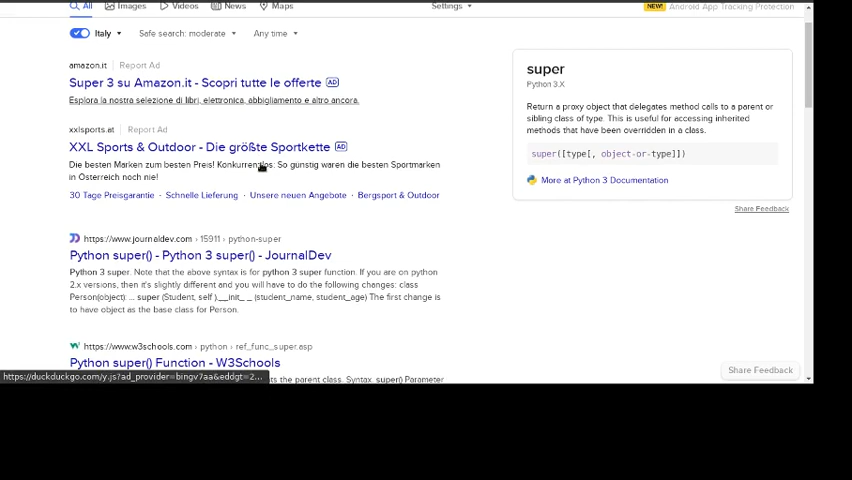 All Images Videos News Maps Settings NEW! Android App Tracking Protection
Italy Safe search: moderate Any time
amazon.it Report Ad
Super 3 su Amazon.it - Scopri tutte le offerte AD
Esplora la nostra selezione di libri, elettronica, abbigliamento e altro ancora.
xxlsports.at Report Ad
XXL Sports & Outdoor - Die größte Sportkette AD
Die besten Marken zum besten Preis! Konkurrenzlos: So günstig waren die besten Sportmarken
in Österreich noch nie!
30 Tage Preisgarantie · Schnelle Lieferung · Unsere neuen Angebote · Bergsport & Outdoor
https://www.journaldev.com › 15911 › python-super
Python super() - Python 3 super() - JournalDev
Python 3 super. Note that the above syntax is for python 3 super function. If you are on python
2.x versions, then it's slightly different and you will have to do the following changes: class
Person(object): ... super (Student, self ).__init_ _ (student_name, student_age) The first change is
to have object as the base class for Person.
https://www.w3schools.com › python › ref_func_super.asp
Python super() Function - W3Schools
the parent class. Syntax. super() Parameter
https://duckduckgo.com/y.js?ad_provider=bingv7aa&eddgt=2...
super
Python 3.X
Return a proxy object that delegates method calls to a parent or
sibling class of type. This is useful for accessing inherited
methods that have been overridden in a class.
super([type[, object-or-type]])
More at Python 3 Documentation
Share Feedback
Share Feedback